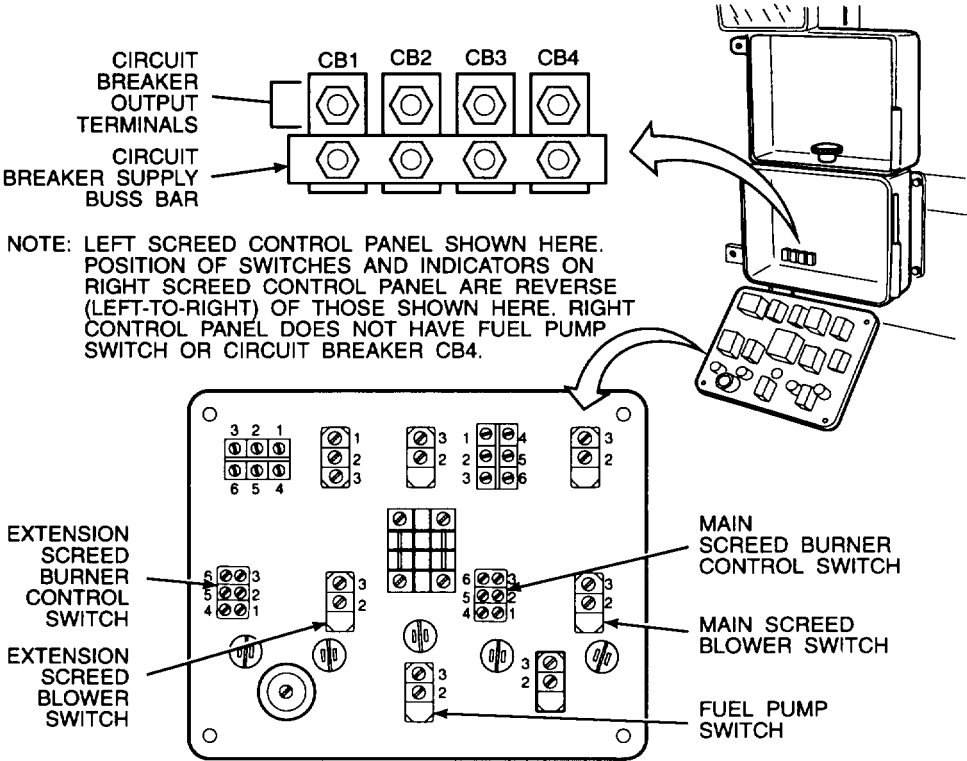 CIRCUIT
BREAKER
OUTPUT
TERMINALS
CB1 CB2 CB3 CB4
CIRCUIT
BREAKER SUPPLY
BUSS BAR
NOTE: LEFT SCREED CONTROL PANEL SHOWN HERE.
POSITION OF SWITCHES AND INDICATORS ON
RIGHT SCREED CONTROL PANEL ARE REVERSE
(LEFT-TO-RIGHT) OF THOSE SHOWN HERE. RIGHT
CONTROL PANEL DOES NOT HAVE FUEL PUMP
SWITCH OR CIRCUIT BREAKER CB4.
3 2 1
6 5 4
1
2
3
3
2
1 4
2 5
3 6
3
2
EXTENSION
SCREED
BURNER
CONTROL
SWITCH
6 3
5 2
4 1
3
2
6 3
5 2
4 1
3
2
MAIN
SCREED BURNER
CONTROL SWITCH
MAIN SCREED
BLOWER SWITCH
EXTENSION
SCREED
BLOWER
SWITCH
3
2
3
2
FUEL PUMP
SWITCH